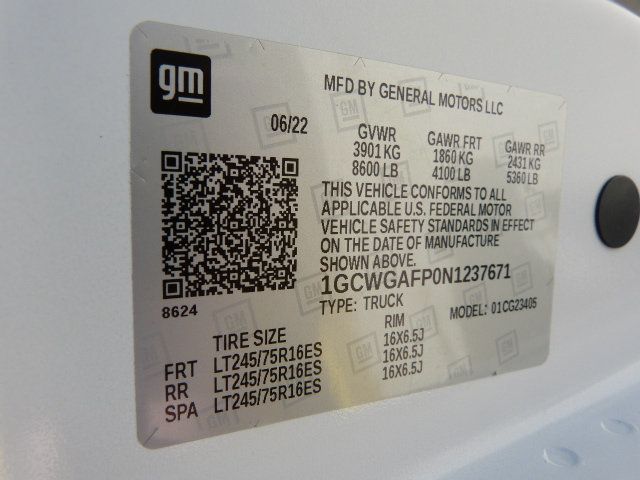 gm
MFD BY GENERAL MOTORS LLC
06/22
GVWR GAWR FRT GAWR RR
3901 KG 1860 KG 2431 KG
8600 LB 4100 LB 5360 LB
THIS VEHICLE CONFORMS TO ALL
APPLICABLE U.S. FEDERAL MOTOR
VEHICLE SAFETY STANDARDS IN EFFECT
ON THE DATE OF MANUFACTURE
SHOWN ABOVE.
1GCWGAFP0N1237671
TYPE: TRUCK MODEL: 01CG23405
8624
TIRE SIZE RIM
FRT LT245/75R16ES 16X6.5J
RR LT245/75R16ES 16X6.5J
SPA LT245/75R16ES 16X6.5J